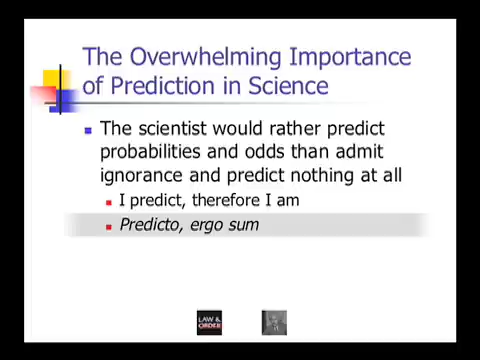 The Overwhelming Importance
of Prediction in Science
The scientist would rather predict
probabilities and odds than admit
ignorance and predict nothing at all
I predict, therefore I am
Predicto, ergo sum
LAW &
ORDER